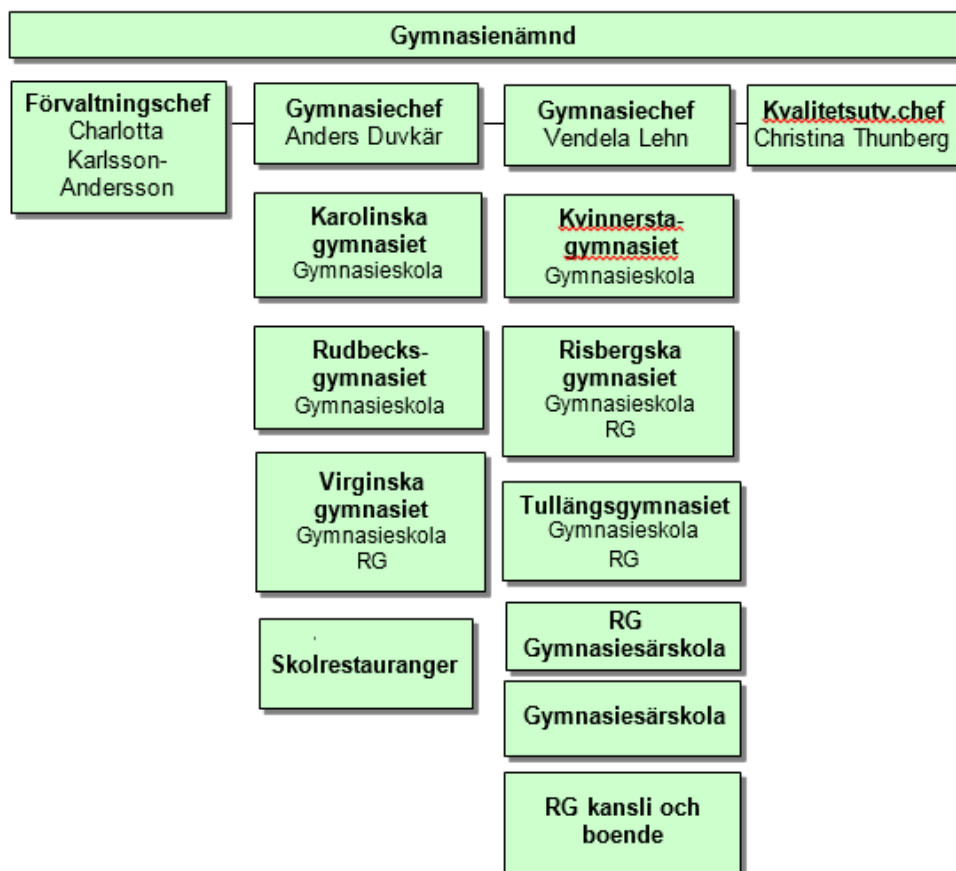 Gymnasienämnd
Förvaltningschef
Charlotta
Karlsson-
Andersson
Gymnasiechef
Anders Duvkär
Gymnasiechef
Vendela Lehn
Kvalitetsutv.chef
Christina Thunberg
Karolinska
gymnasiet
Gymnasieskola
Kvinnersta-
gymnasiet
Gymnasieskola
Rudbecks-
gymnasiet
Gymnasieskola
Risbergska
gymnasiet
Gymnasieskola
RG
Virginska
gymnasiet
Gymnasieskola
RG
Tullängsgymnasiet
Gymnasieskola
RG
Skolrestauranger
RG
Gymnasiesärskola
Gymnasiesärskola
RG kansli och
boende